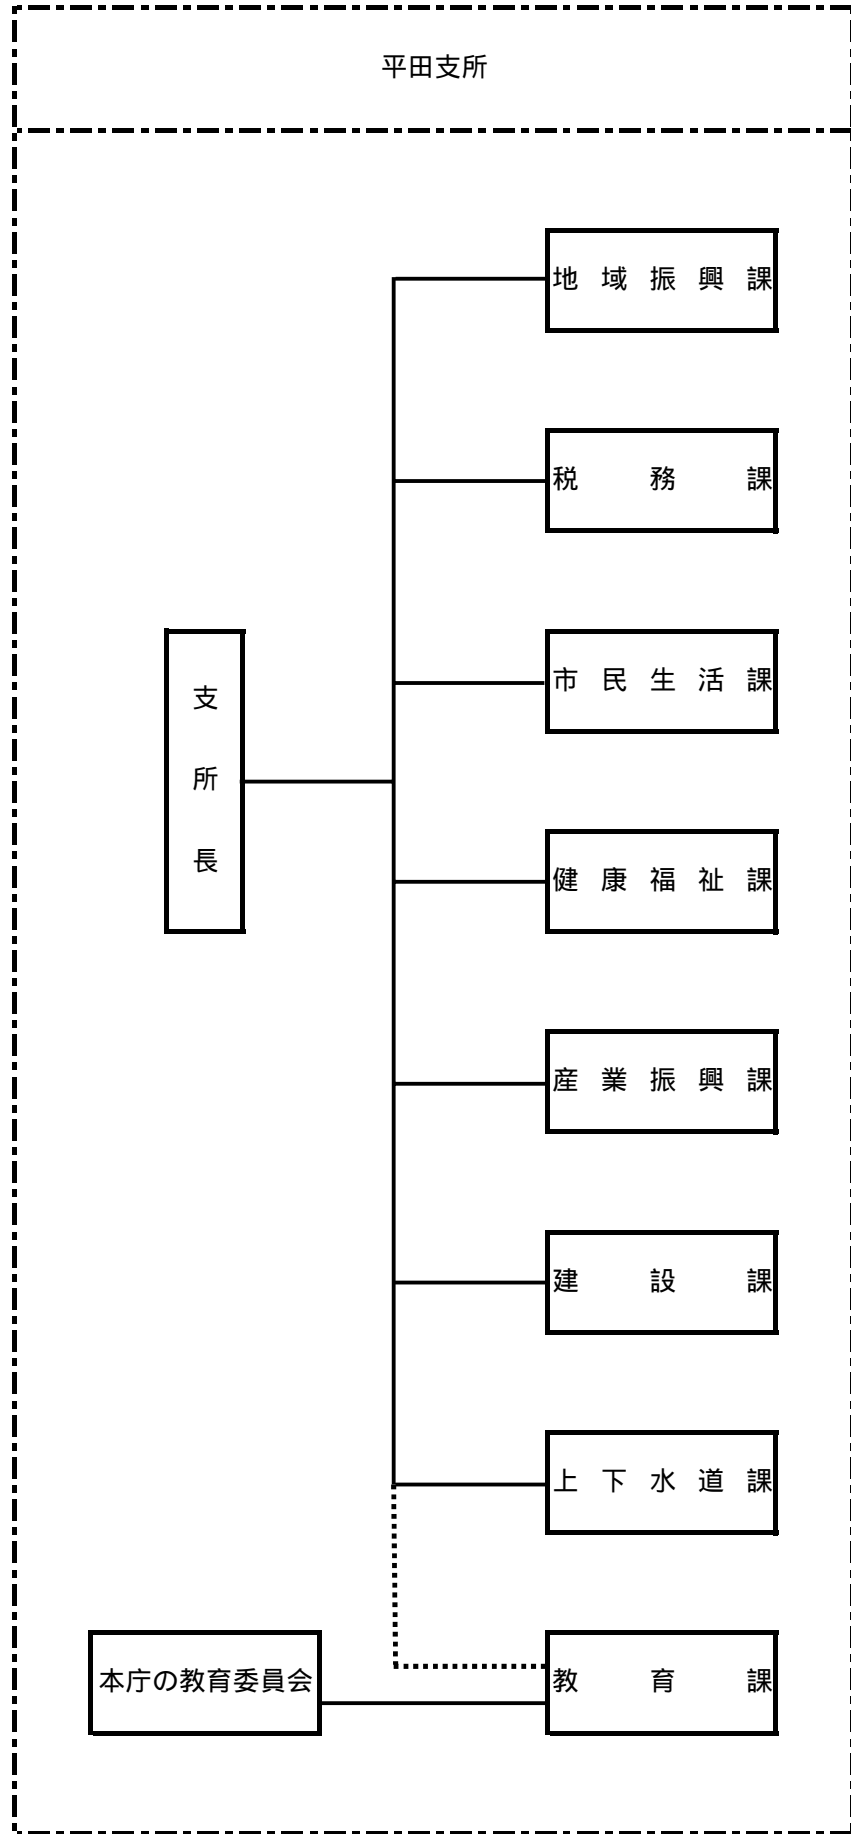 平田支所
地域振興課
税務課
市民生活課
支所長
健康福祉課
産業振興課
建設課
上下水道課
本庁の教育委員会
教育課